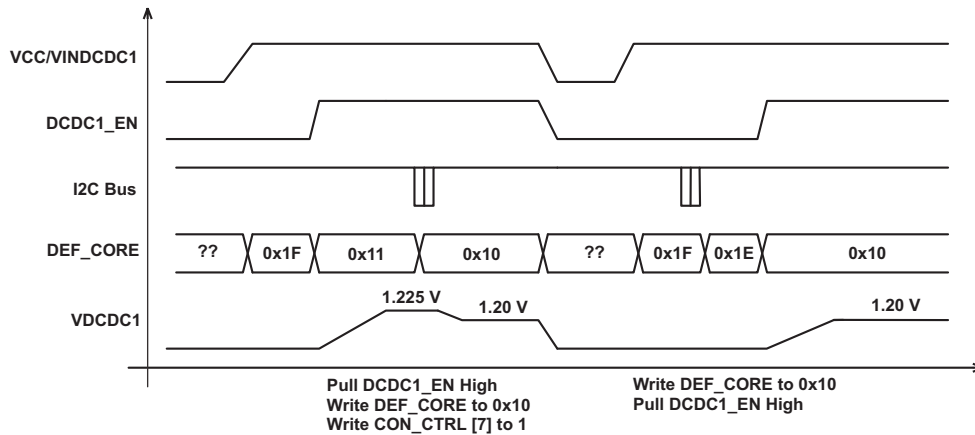 VCC/VINDCDC1
DCDC1_EN
I2C Bus
DEF_CORE ?? 0x1F 0x11 0x10 ?? 0x1F 0x1E 0x10
1.225 V 1.20 V 1.20 V
VDCDC1
Pull DCDC1_EN High
Write DEF_CORE to 0x10
Write CON_CTRL [7] to 1
Write DEF_CORE to 0x10
Pull DCDC1_EN High